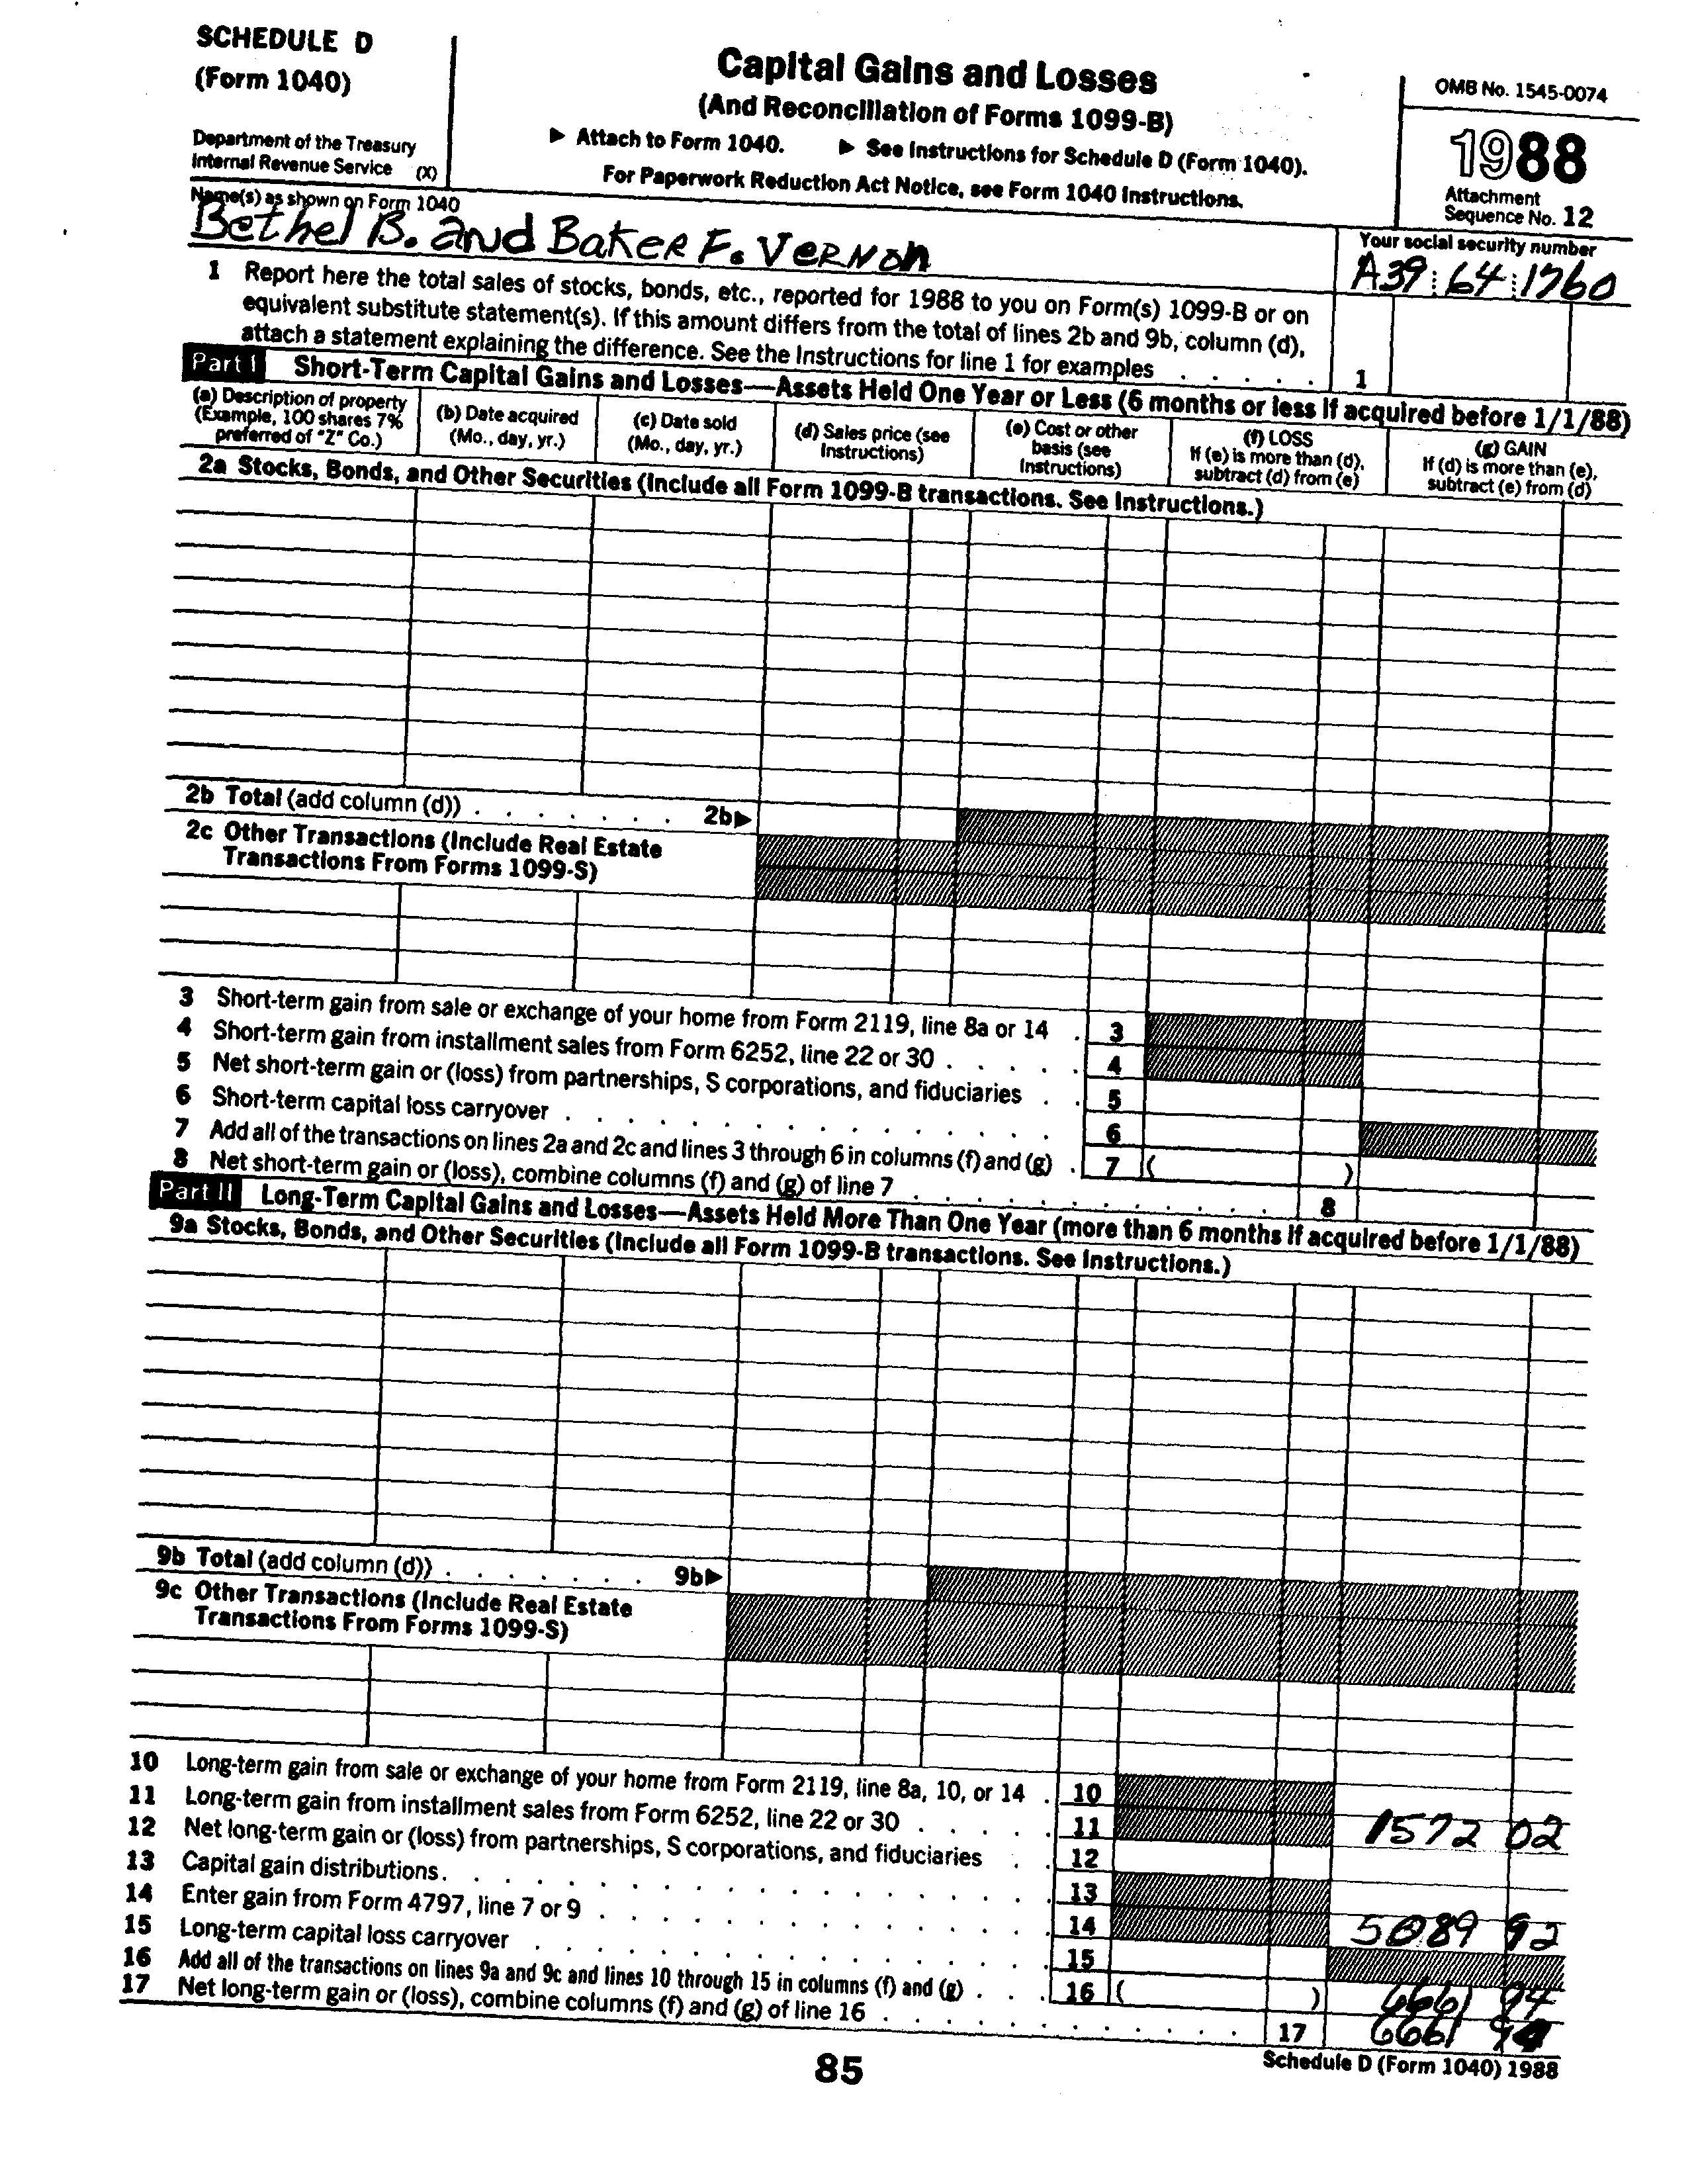 SCHEDULE D
(Form 1040)
Department of the Treasury
Internal Revenue Service (X)
Capital Gains and Losses
(And Reconciliation of Forms 1099-B)
▶ Attach to Form 1040. ▶ See Instructions for Schedule D (Form 1040).
For Paperwork Reduction Act Notice, see Form 1040 Instructions.
OMB No. 1545-0074
1988
Attachment
Sequence No. 12
Name(s) as shown on Form 1040
Bethel B. and Baker F. Vernon
Your social security number
A39:64:1760
1 Report here the total sales of stocks, bonds, etc., reported for 1988 to you on Form(s) 1099-B or on
equivalent substitute statement(s). If this amount differs from the total of lines 2b and 9b, column (d),
attach a statement explaining the difference. See the Instructions for line 1 for examples . . . . . 1
Part I Short-Term Capital Gains and Losses—Assets Held One Year or Less (6 months or less if acquired before 1/1/88)
(a) Description of property
(Example, 100 shares 7%
preferred of "Z" Co.)
(b) Date acquired
(Mo., day, yr.)
(c) Date sold
(Mo., day, yr.)
(d) Sales price (see
Instructions)
(e) Cost or other
basis (see
Instructions)
(f) LOSS
If (e) is more than (d),
subtract (d) from (e)
(g) GAIN
If (d) is more than (e),
subtract (e) from (d)
2a Stocks, Bonds, and Other Securities (Include all Form 1099-B transactions. See Instructions.)
2b Total (add column (d)) . . . . . . . 2b▶
2c Other Transactions (Include Real Estate
Transactions From Forms 1099-S)
3 Short-term gain from sale or exchange of your home from Form 2119, line 8a or 14 . 3
4 Short-term gain from installment sales from Form 6252, line 22 or 30 . . . . . 4
5 Net short-term gain or (loss) from partnerships, S corporations, and fiduciaries . . 5
6 Short-term capital loss carryover . . . . . . . . . . . . . . . 6
7 Add all of the transactions on lines 2a and 2c and lines 3 through 6 in columns (f) and (g) . 7 ( )
8 Net short-term gain or (loss), combine columns (f) and (g) of line 7 . . . . . . . . . . . . 8
Part II Long-Term Capital Gains and Losses—Assets Held More Than One Year (more than 6 months if acquired before 1/1/88)
9a Stocks, Bonds, and Other Securities (Include all Form 1099-B transactions. See Instructions.)
9b Total (add column (d)) . . . . . . . 9b▶
9c Other Transactions (Include Real Estate
Transactions From Forms 1099-S)
10 Long-term gain from sale or exchange of your home from Form 2119, line 8a, 10, or 14 . 10
11 Long-term gain from installment sales from Form 6252, line 22 or 30 . . . . . 11 1572 02
12 Net long-term gain or (loss) from partnerships, S corporations, and fiduciaries . . 12
13 Capital gain distributions . . . . . . . . . . . . . . . . . . 13
14 Enter gain from Form 4797, line 7 or 9 . . . . . . . . . . . . . 14 5089 92
15 Long-term capital loss carryover . . . . . . . . . . . . . . . 15
16 Add all of the transactions on lines 9a and 9c and lines 10 through 15 in columns (f) and (g) . . . 16 ( ) 6661 94
17 Net long-term gain or (loss), combine columns (f) and (g) of line 16 . . . . . . . . . . . . 17 6661 94
Schedule D (Form 1040) 1988
85